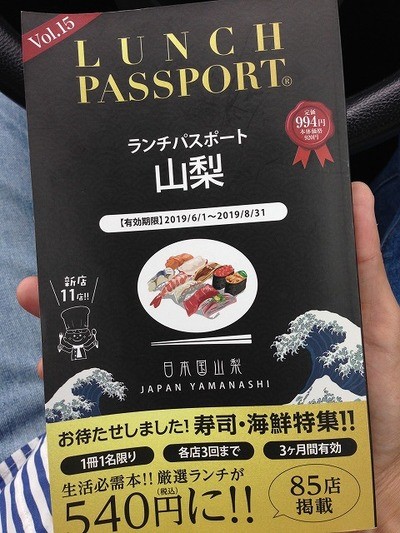 Vol.15
LUNCH
PASSPORT®
定価
994円
本体価格
920円
ランチパスポート
山梨
【有効期限】2019/6/1〜2019/8/31
新店
11店!!
日本国山梨
JAPAN YAMANASHI
お待たせしました!寿司・海鮮特集!!
1冊1名限り
各店3回まで
3ヶ月間有効
生活必需本!!厳選ランチが
540円に!!
(税込)
85店
掲載